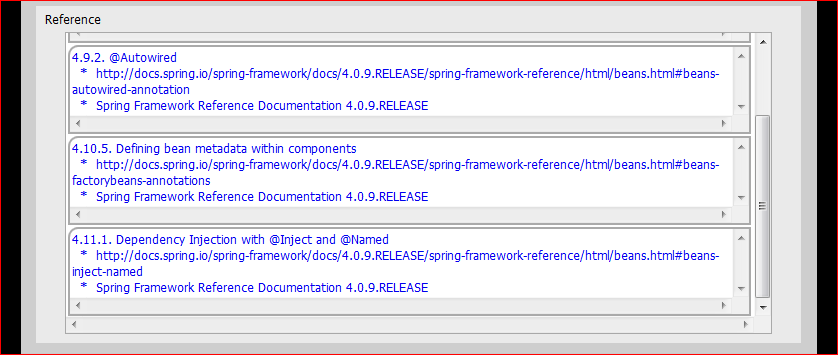 Reference
4.9.2. @Autowired
* http://docs.spring.io/spring-framework/docs/4.0.9.RELEASE/spring-framework-reference/html/beans.html#beans-
autowired-annotation
* Spring Framework Reference Documentation 4.0.9.RELEASE
4.10.5. Defining bean metadata within components
* http://docs.spring.io/spring-framework/docs/4.0.9.RELEASE/spring-framework-reference/html/beans.html#beans-
factorybeans-annotations
* Spring Framework Reference Documentation 4.0.9.RELEASE
4.11.1. Dependency Injection with @Inject and @Named
* http://docs.spring.io/spring-framework/docs/4.0.9.RELEASE/spring-framework-reference/html/beans.html#beans-
inject-named
* Spring Framework Reference Documentation 4.0.9.RELEASE